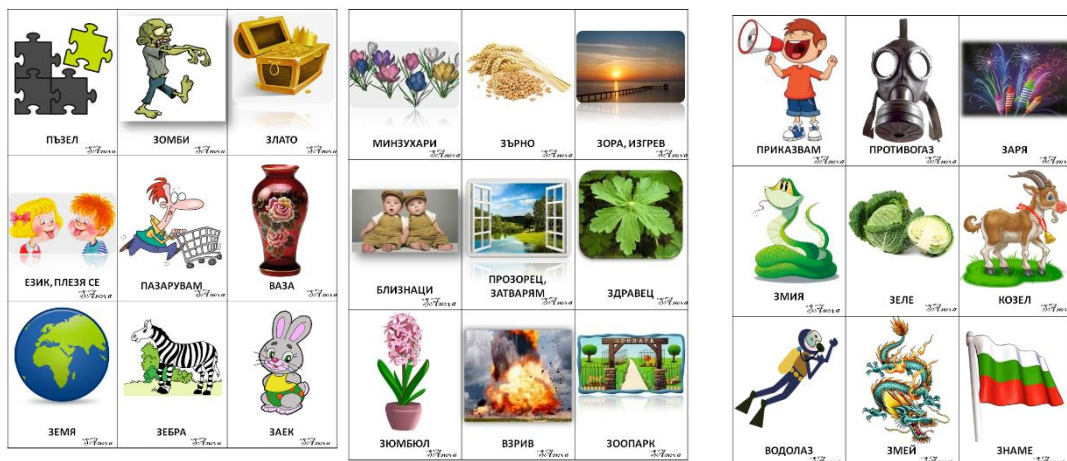 ПЪЗЕЛ
ЗОМБИ
ЗЛАТО
ЕЗИК, ПЛЕЗЯ СЕ
ПАЗАРУВАМ
ВАЗА
ЗЕМЯ
ЗЕБРА
ЗАЕК
МИНЗУХАРИ
ЗЪРНО
ЗОРА, ИЗГРЕВ
БЛИЗНАЦИ
ПРОЗОРЕЦ,
ЗАТВАРЯМ
ЗДРАВЕЦ
ЗООПАРК
ЗЮМБЮЛ
ВЗРИВ
ЗООПАРК
ПРИКАЗВАМ
ПРОТИВОГАЗ
ЗАРЯ
ЗМИЯ
ЗЕЛЕ
КОЗЕЛ
ВОДОЛАЗ
ЗМЕЙ
ЗНАМЕ